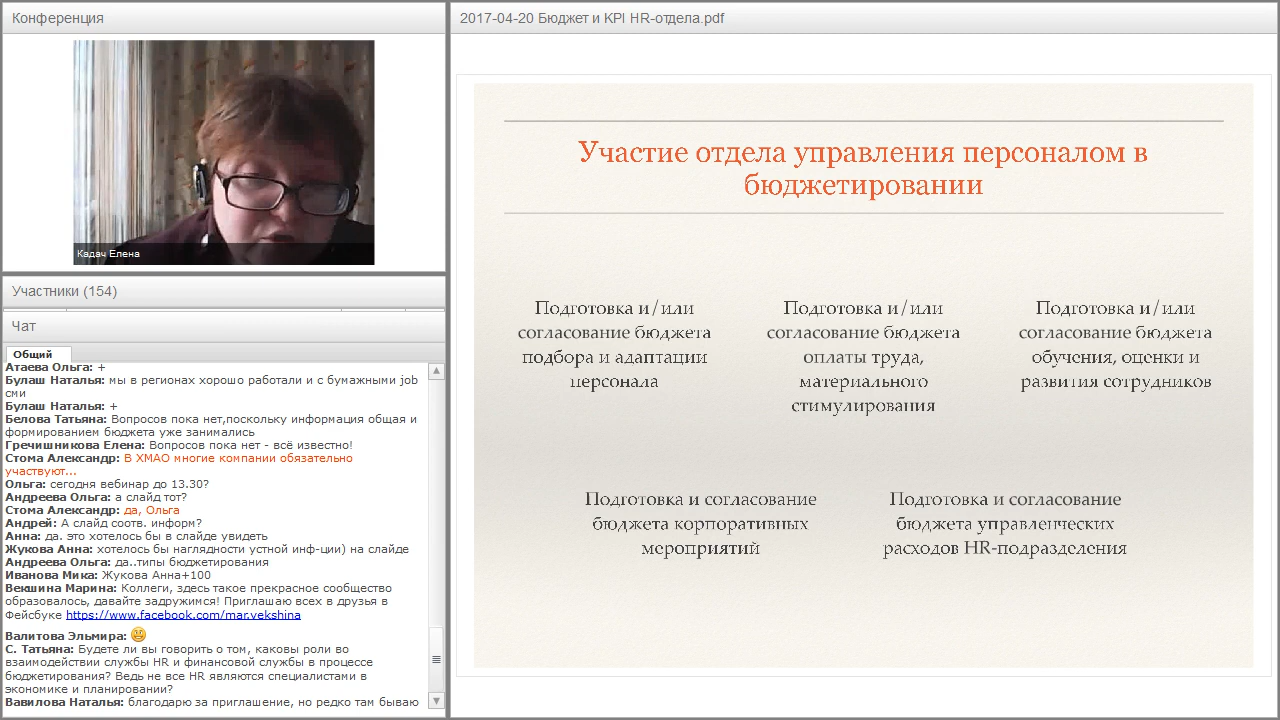 Конференция
Кадач Елена
Участники (154)
Чат
Общий
Атаева Ольга: +
Булаш Наталья: мы в регионах хорошо работали и с бумажными job
сми
Булаш Наталья: +
Белова Татьяна: Вопросов пока нет,поскольку информация общая и
формированием бюджета уже занимались
Гречишникова Елена: Вопросов пока нет - всё известно!
Стома Александр: В ХМАО многие компании обязательно
участвуют...
Ольга: сегодня вебинар до 13.30?
Андреева Ольга: а слайд тот?
Стома Александр: да, Ольга
Андрей: А слайд соотв. информ?
Анна: да. это хотелось бы в слайде увидеть
Жукова Анна: хотелось бы наглядности устной инф-ции) на слайде
Андреева Ольга: да..типы бюджетирования
Иванова Мика: Жукова Анна+100
Векшина Марина: Коллеги, здесь такое прекрасное сообщество
образовалось, давайте задружимся! Приглашаю всех в друзья в
Фейсбуке https://www.facebook.com/mar.vekshina
Валитова Эльмира:
С. Татьяна: Будете ли вы говорить о том, каковы роли во
взаимодействии службы HR и финансовой службы в процессе
бюджетирования? Ведь не все HR являются специалистами в
экономике и планировании?
Вавилова Наталья: благодарю за приглашение, но редко там бываю
2017-04-20 Бюджет и KPI HR-отдела.pdf
Участие отдела управления персоналом в
бюджетировании
Подготовка и/или
согласование бюджета
подбора и адаптации
персонала
Подготовка и/или
согласование бюджета
оплаты труда,
материального
стимулирования
Подготовка и/или
согласование бюджета
обучения, оценки и
развития сотрудников
Подготовка и согласование
бюджета корпоративных
мероприятий
Подготовка и согласование
бюджета управленческих
расходов HR-подразделения